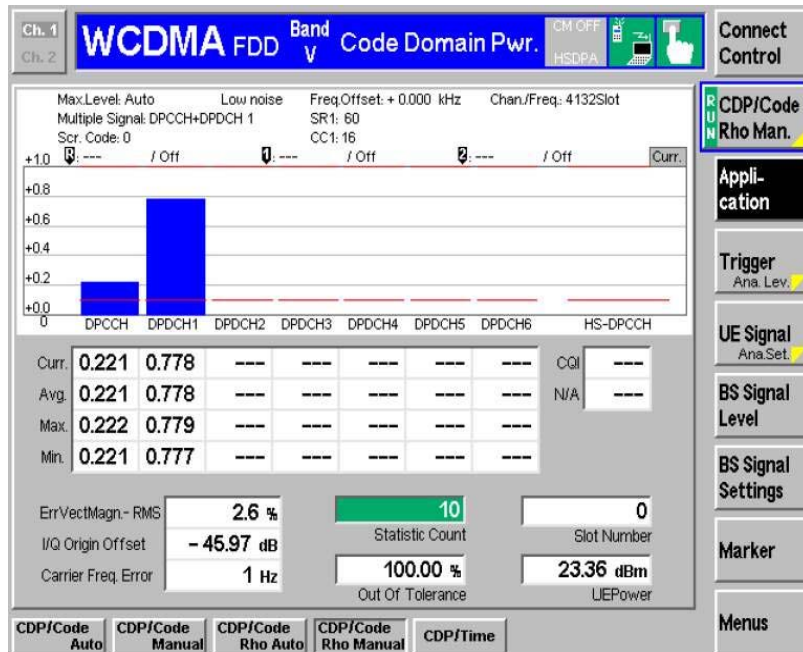 Ch. 1
Ch. 2
WCDMA FDD Band V Code Domain Pwr.
CM OFF
HSDPA
Connect Control
Max.Level: Auto Low noise Freq.Offset: + 0.000 kHz Chan./Freq.: 4132Slot
Multiple Signal: DPCCH+DPDCH 1 SR1: 60
Scr. Code: 0 CC1: 16
R: --- / Off 1: --- / Off 2: --- / Off Curr.
+1.0
+0.8
+0.6
+0.4
+0.2
+0.0
0 DPCCH DPDCH1 DPDCH2 DPDCH3 DPDCH4 DPDCH5 DPDCH6 HS-DPCCH
Curr. 0.221 0.778 --- --- --- --- --- CQI ---
Avg. 0.221 0.778 --- --- --- --- --- N/A ---
Max. 0.222 0.779 --- --- --- --- ---
Min. 0.221 0.777 --- --- --- --- ---
ErrVectMagn.- RMS 2.6 % 10 0
Statistic Count Slot Number
I/Q Origin Offset - 45.97 dB
Carrier Freq. Error 1 Hz 100.00 % 23.36 dBm
Out Of Tolerance UEPower
RUN
CDP/Code Rho Man.
Appli-
cation
Trigger
Ana. Lev.
UE Signal
Ana.Set.
BS Signal
Level
BS Signal
Settings
Marker
Menus
CDP/Code Auto
CDP/Code Manual
CDP/Code Rho Auto
CDP/Code Rho Manual
CDP/Time